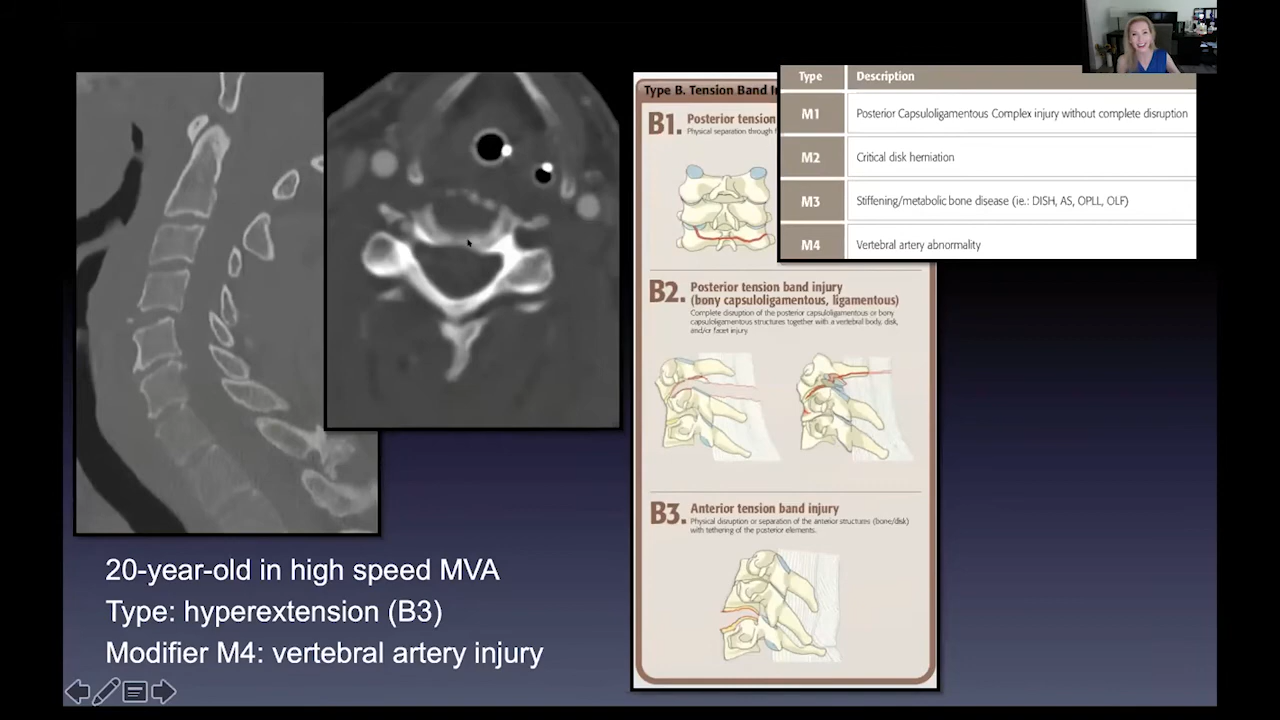 Type B. Tension Band
B1. Posterior tension
Physical separation through
Type Description
M1 Posterior Capsuloligamentous Complex injury without complete disruption
M2 Critical disk herniation
M3 Stiffening/metabolic bone disease (ie.: DISH, AS, OPLL, OLF)
M4 Vertebral artery abnormality
B2. Posterior tension band injury
(bony capsuloligamentous, ligamentous)
Complete disruption of the posterior capsuloligamentous or bony
capsuloligamentous structures together with a vertebral body, disk,
and/or facet injury
B3. Anterior tension band injury
Physical disruption or separation of the anterior structures (bone/disk)
with tethering of the posterior elements.
20-year-old in high speed MVA
Type: hyperextension (B3)
Modifier M4: vertebral artery injury